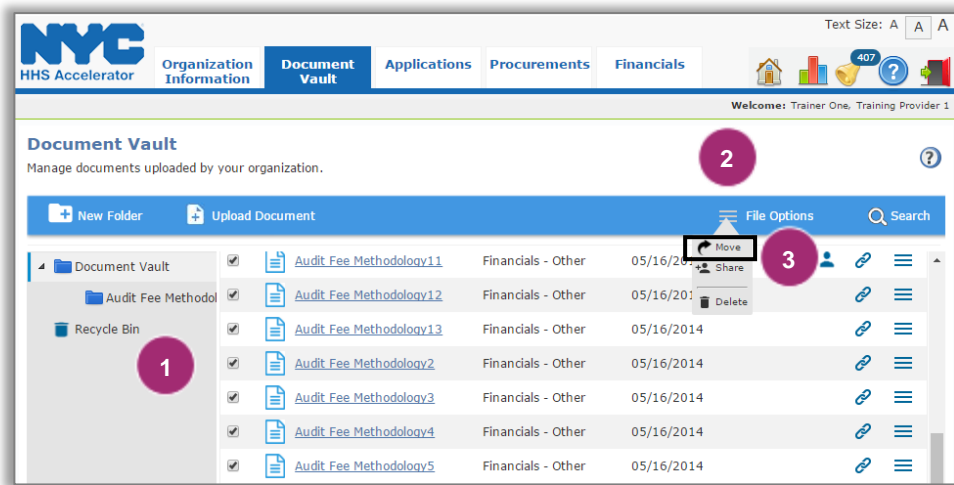 Text Size: A A A
NYC
HHS Accelerator
Organization Information
Document Vault
Applications
Procurements
Financials
407
?
Welcome: Trainer One, Training Provider 1
Document Vault
Manage documents uploaded by your organization.
2
?
New Folder
Upload Document
File Options
Search
Move
3
Share
Delete
Document Vault
Audit Fee Methodol
Recycle Bin
1
Audit Fee Methodology11 Financials - Other 05/16/201
Audit Fee Methodology12 Financials - Other 05/16/201
Audit Fee Methodology13 Financials - Other 05/16/2014
Audit Fee Methodology2 Financials - Other 05/16/2014
Audit Fee Methodology3 Financials - Other 05/16/2014
Audit Fee Methodology4 Financials - Other 05/16/2014
Audit Fee Methodology5 Financials - Other 05/16/2014